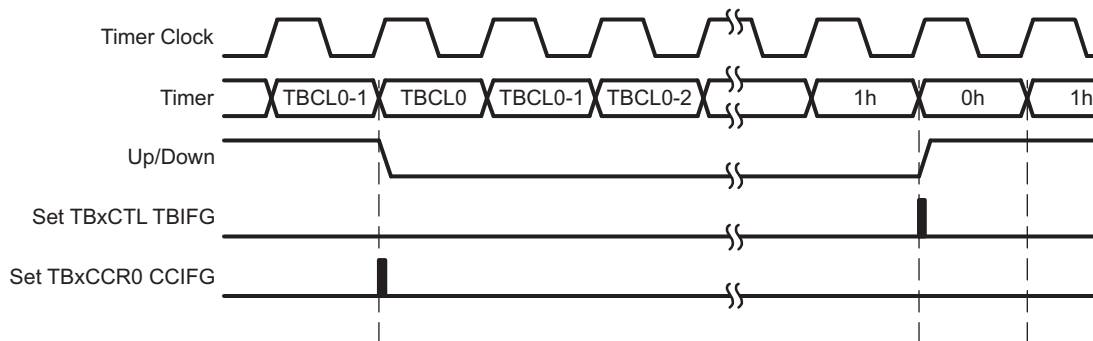 Timer Clock
Timer TBCL0-1 TBCL0 TBCL0-1 TBCL0-2 1h 0h 1h
Up/Down
Set TBxCTL TBIFG
Set TBxCCR0 CCIFG